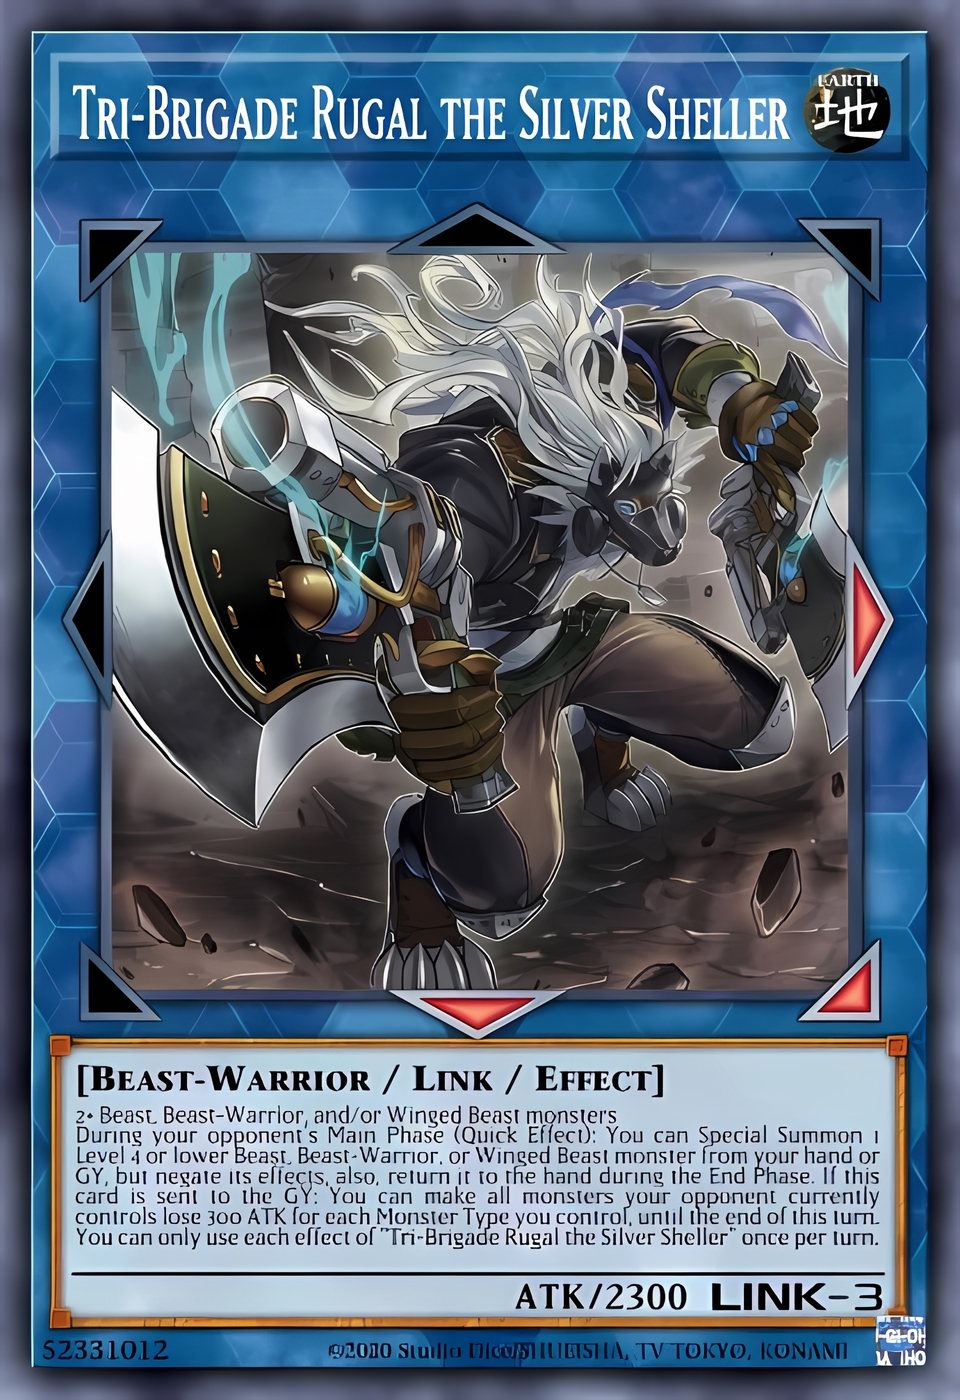 TRI-BRIGADE RUGAL THE SILVER SHELLER
EARTH
地
[BEAST-WARRIOR / LINK / EFFECT]
2+ Beast, Beast-Warrior, and/or Winged Beast monsters
During your opponent's Main Phase (Quick Effect): You can Special Summon 1
Level 4 or lower Beast, Beast-Warrior, or Winged Beast monster from your hand or
GY, but negate its effects, also, return it to the hand during the End Phase. If this
card is sent to the GY: You can make all monsters your opponent currently
controls lose 300 ATK for each Monster Type you control, until the end of this turn.
You can only use each effect of "Tri-Brigade Rugal the Silver Sheller" once per turn.
ATK/2300 LINK-3
52331012
TV TOKYO, KONAMI